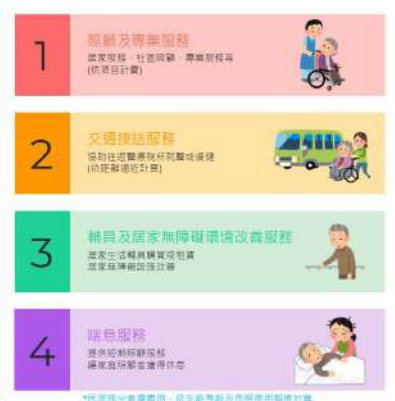 1
照顧及專業服務
居家服務、社區照顧、專業服務等
(依項目計費)
2
交通接送服務
協助往返醫療院所就醫或復健
(依距離遠近計算)
3
輔具及居家無障礙環境改善服務
居家生活輔具購買或租賃
居家無障礙設施改善
4
喘息服務
提供短期照顧服務
讓家庭照顧者獲得休息